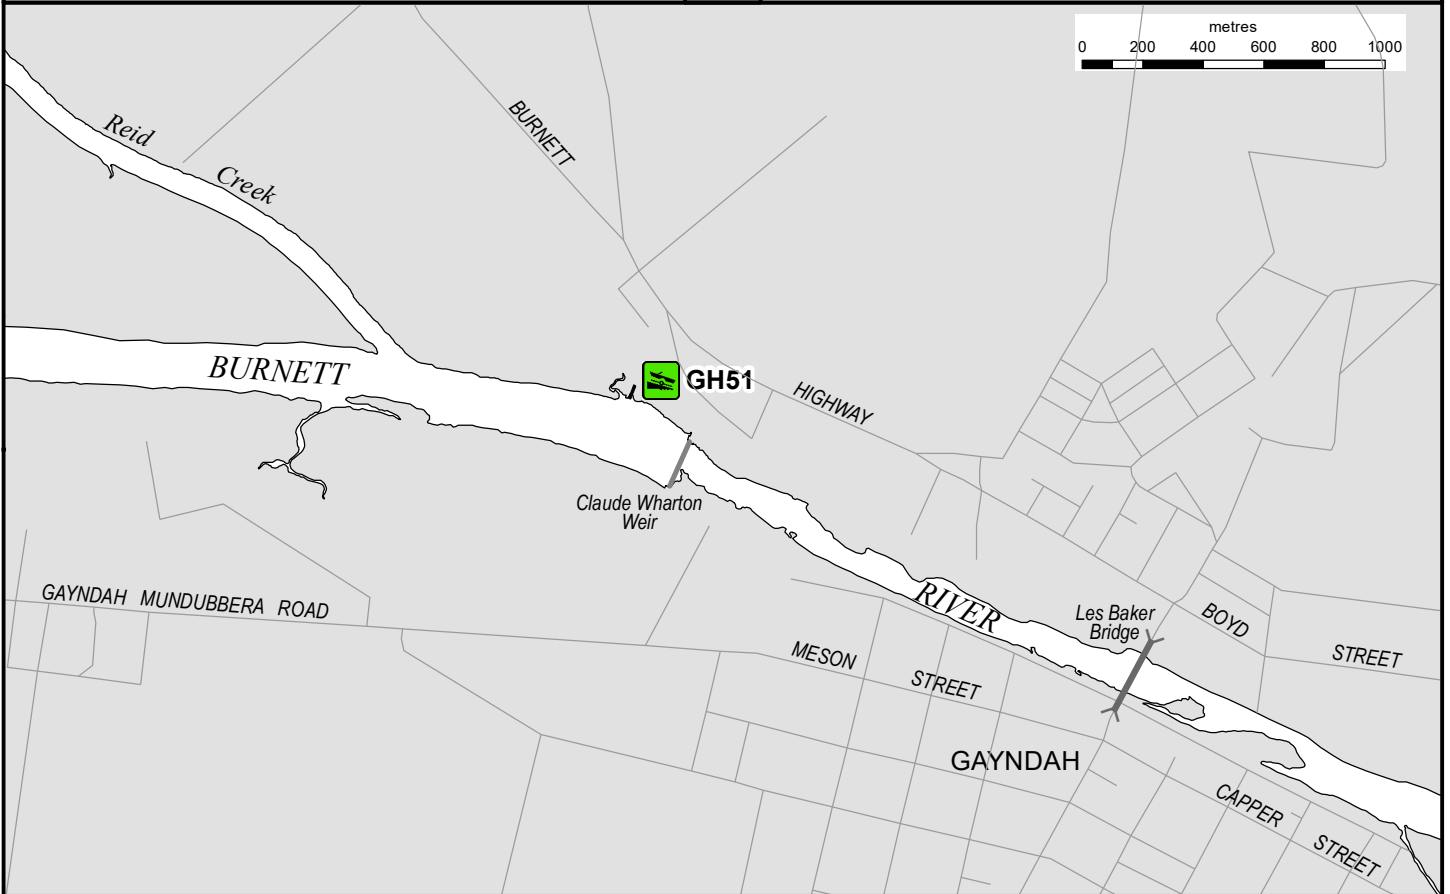 metres
0 200 400 600 800 1000
Reid
Creek
BURNETT
BURNETT
GH51
HIGHWAY
Claude Wharton
Weir
GAYNDAH MUNDUBBERA ROAD
RIVER
Les Baker
Bridge
BOYD
STREET
MESON
STREET
GAYNDAH
CAPPER
STREET